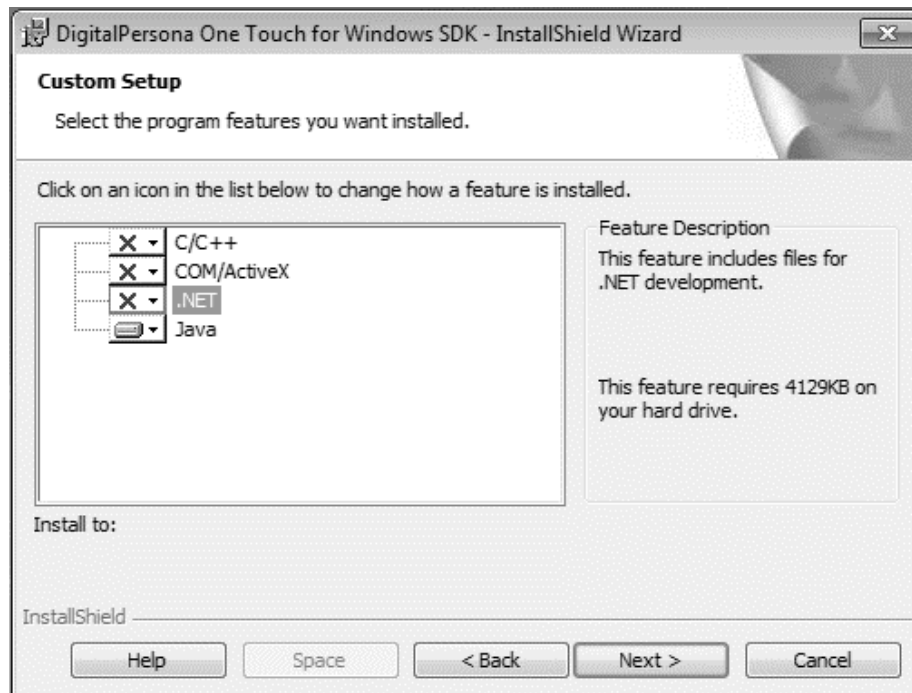 DigitalPersona One Touch for Windows SDK - InstallShield Wizard
Custom Setup
Select the program features you want installed.
Click on an icon in the list below to change how a feature is installed.
C/C++
COM/ActiveX
.NET
Java
Feature Description
This feature includes files for
.NET development.
This feature requires 4129KB on
your hard drive.
Install to:
InstallShield
Help
Space
< Back
Next >
Cancel